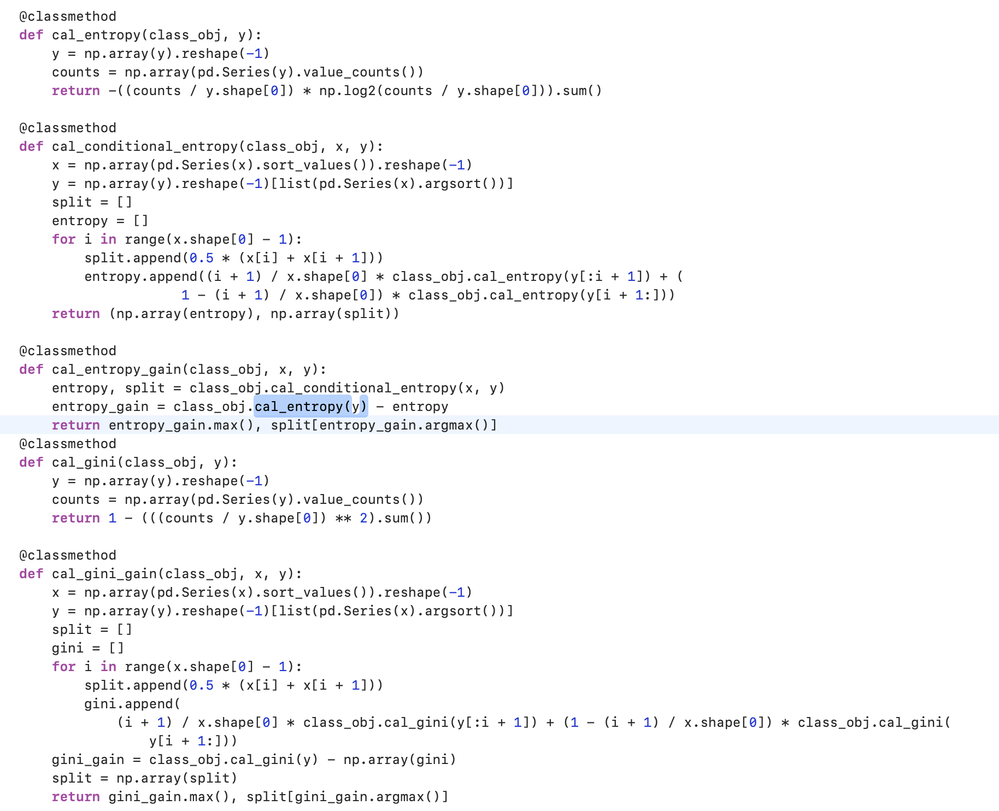 @classmethod
def cal_entropy(class_obj, y):
    y = np.array(y).reshape(-1)
    counts = np.array(pd.Series(y).value_counts())
    return -((counts / y.shape[0]) * np.log2(counts / y.shape[0])).sum()

@classmethod
def cal_conditional_entropy(class_obj, x, y):
    x = np.array(pd.Series(x).sort_values()).reshape(-1)
    y = np.array(y).reshape(-1)[list(pd.Series(x).argsort())]
    split = []
    entropy = []
    for i in range(x.shape[0] - 1):
        split.append(0.5 * (x[i] + x[i + 1]))
        entropy.append((i + 1) / x.shape[0] * class_obj.cal_entropy(y[:i + 1]) + (
                    1 - (i + 1) / x.shape[0]) * class_obj.cal_entropy(y[i + 1:]))
    return (np.array(entropy), np.array(split))

@classmethod
def cal_entropy_gain(class_obj, x, y):
    entropy, split = class_obj.cal_conditional_entropy(x, y)
    entropy_gain = class_obj.cal_entropy(y) - entropy
    return entropy_gain.max(), split[entropy_gain.argmax()]
@classmethod
def cal_gini(class_obj, y):
    y = np.array(y).reshape(-1)
    counts = np.array(pd.Series(y).value_counts())
    return 1 - (((counts / y.shape[0]) ** 2).sum())

@classmethod
def cal_gini_gain(class_obj, x, y):
    x = np.array(pd.Series(x).sort_values()).reshape(-1)
    y = np.array(y).reshape(-1)[list(pd.Series(x).argsort())]
    split = []
    gini = []
    for i in range(x.shape[0] - 1):
        split.append(0.5 * (x[i] + x[i + 1]))
        gini.append(
            (i + 1) / x.shape[0] * class_obj.cal_gini(y[:i + 1]) + (1 - (i + 1) / x.shape[0]) * class_obj.cal_gini(
                y[i + 1:]))
    gini_gain = class_obj.cal_gini(y) - np.array(gini)
    split = np.array(split)
    return gini_gain.max(), split[gini_gain.argmax()]